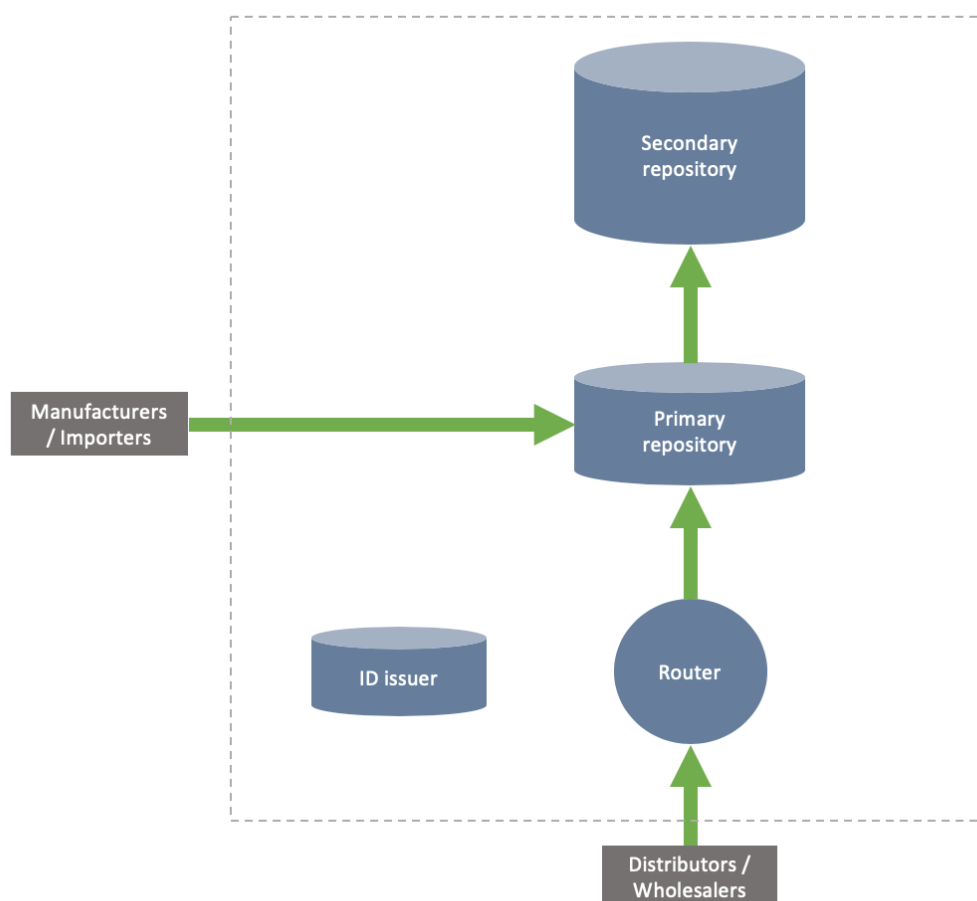 Secondary
repository
Manufacturers
/ Importers
Primary
repository
ID issuer
Router
Distributors /
Wholesalers